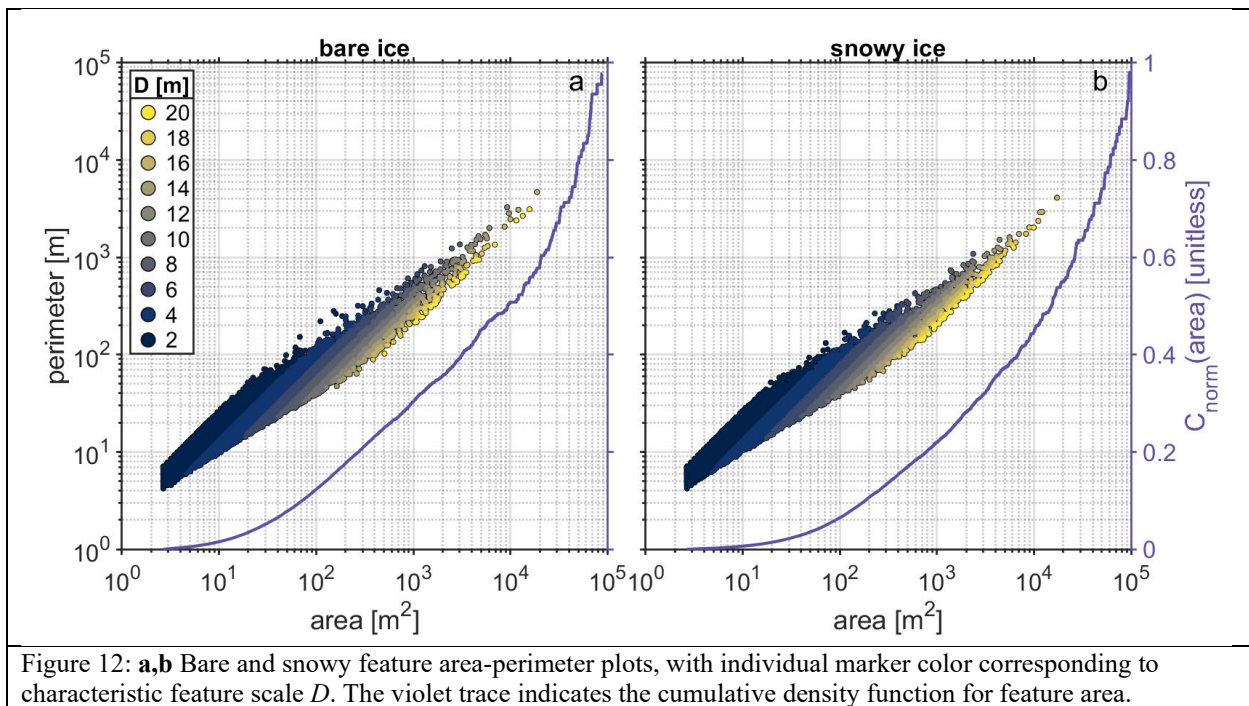 bare ice
snowy ice
a
b
D [m]
20
18
16
14
12
10
8
6
4
2
perimeter [m]
10^5
10^4
10^3
10^2
10^1
10^0
10^0 10^1 10^2 10^3 10^4 10^5
area [m^2]
10^0 10^1 10^2 10^3 10^4 10^5
area [m^2]
1
0.8
0.6
0.4
0.2
0
C_norm(area) [unitless]
Figure 12: a,b Bare and snowy feature area-perimeter plots, with individual marker color corresponding to
characteristic feature scale D. The violet trace indicates the cumulative density function for feature area.